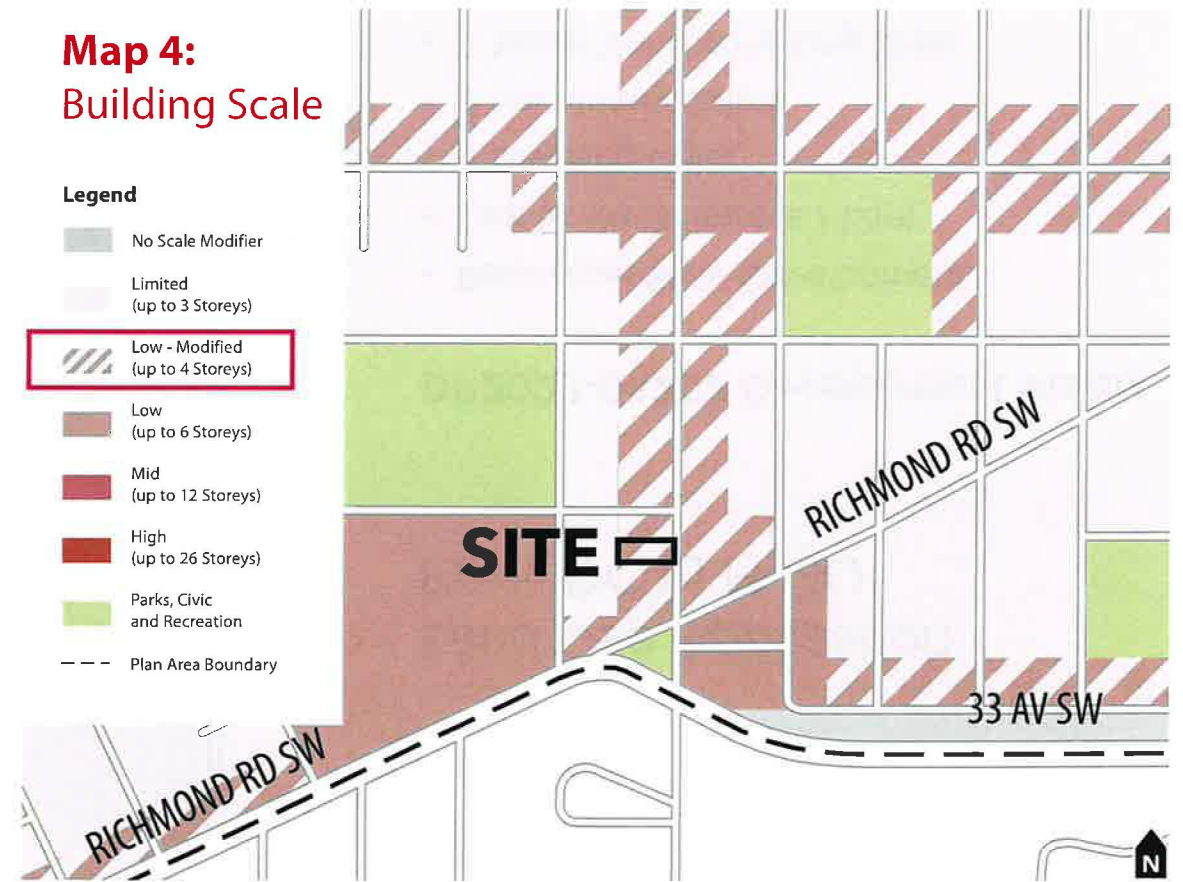 Map 4:
Building Scale
Legend
No Scale Modifier
Limited
(up to 3 Storeys)
Low - Modified
(up to 4 Storeys)
Low
(up to 6 Storeys)
Mid
(up to 12 Storeys)
High
(up to 26 Storeys)
Parks, Civic
and Recreation
Plan Area Boundary
RICHMOND RD SW
SITE
33 AV SW
RICHMOND RD SW
N